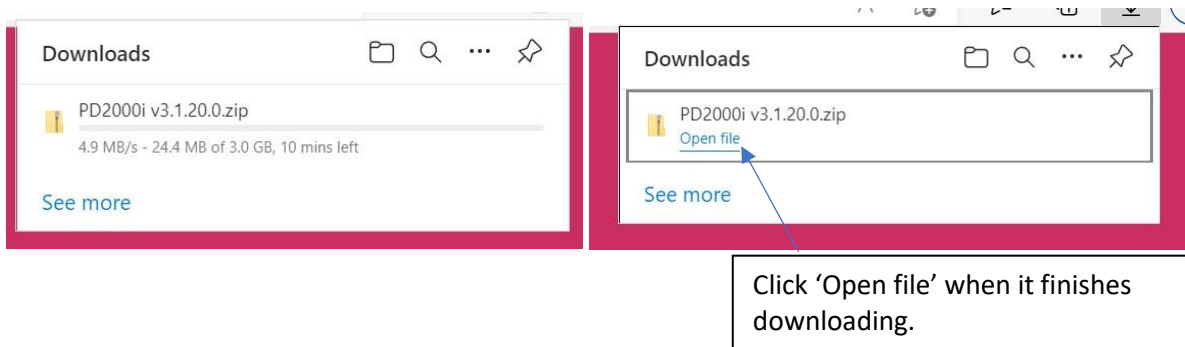 Downloads
PD2000i v3.1.20.0.zip
4.9 MB/s - 24.4 MB of 3.0 GB, 10 mins left
See more
Downloads
PD2000i v3.1.20.0.zip
Open file
See more
Click ‘Open file’ when it finishes
downloading.